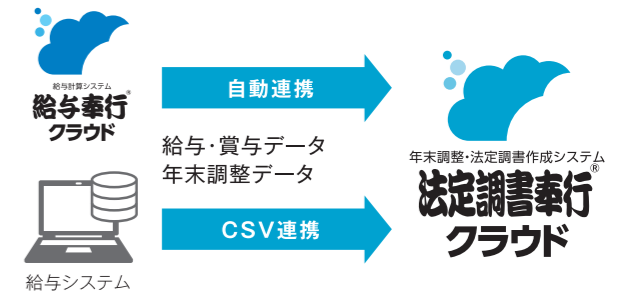 給与計算システム
給与奉行®
クラウド
自動連携
給与・賞与データ
年末調整データ
CSV連携
給与システム
年末調整・法定調書作成システム
法定調書奉行®
クラウド